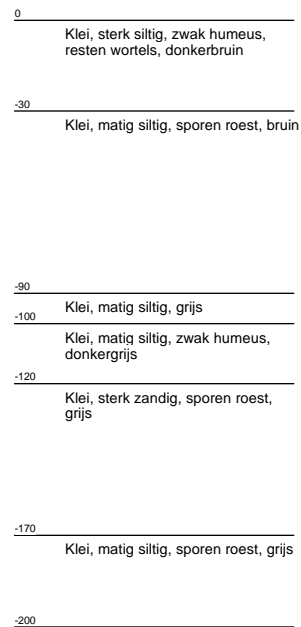 0
Klei, sterk siltig, zwak humeus,
resten wortels, donkerbruin
-30
Klei, matig siltig, sporen roest, bruin
-90
Klei, matig siltig, grijs
-100
Klei, matig siltig, zwak humeus,
donkergrijs
-120
Klei, sterk zandig, sporen roest,
grijs
-170
Klei, matig siltig, sporen roest, grijs
-200